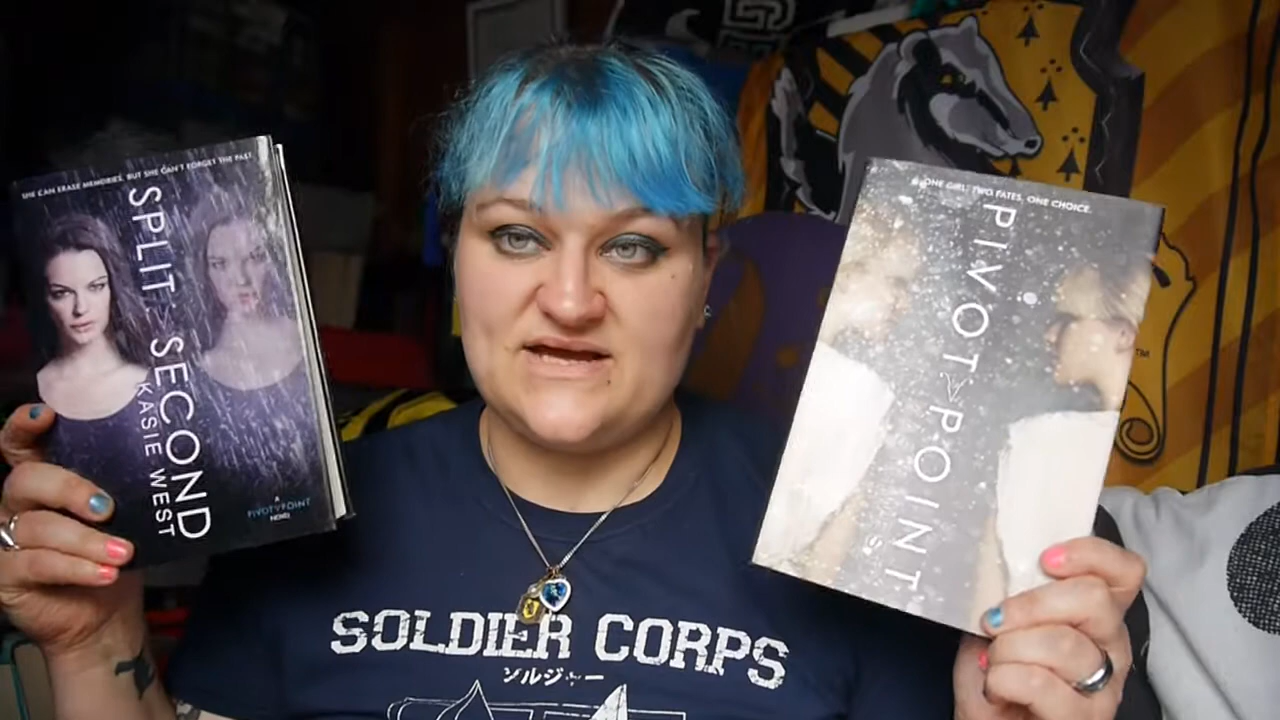 SHE CAN ERASE MEMORIES, BUT SHE CAN'T FORGET THE PAST.
SPLIT SECOND
KASIE WEST
A
PIVOT POINT
NOVEL
ONE GIRL. TWO FATES. ONE CHOICE.
PIVOT POINT
SOLDIER CORPS
ソルジャー
TM